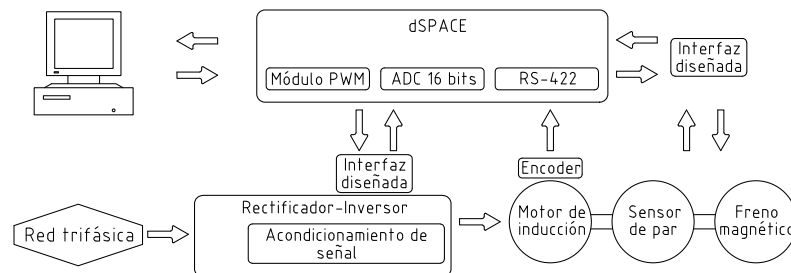 dSPACE
Módulo PWM
ADC 16 bits
RS-422
Interfaz
diseñada
Interfaz
diseñada
Encoder
Red trifásica
Rectificador-Inversor
Acondicionamiento de
señal
Motor de
inducción
Sensor
de par
Freno
magnético